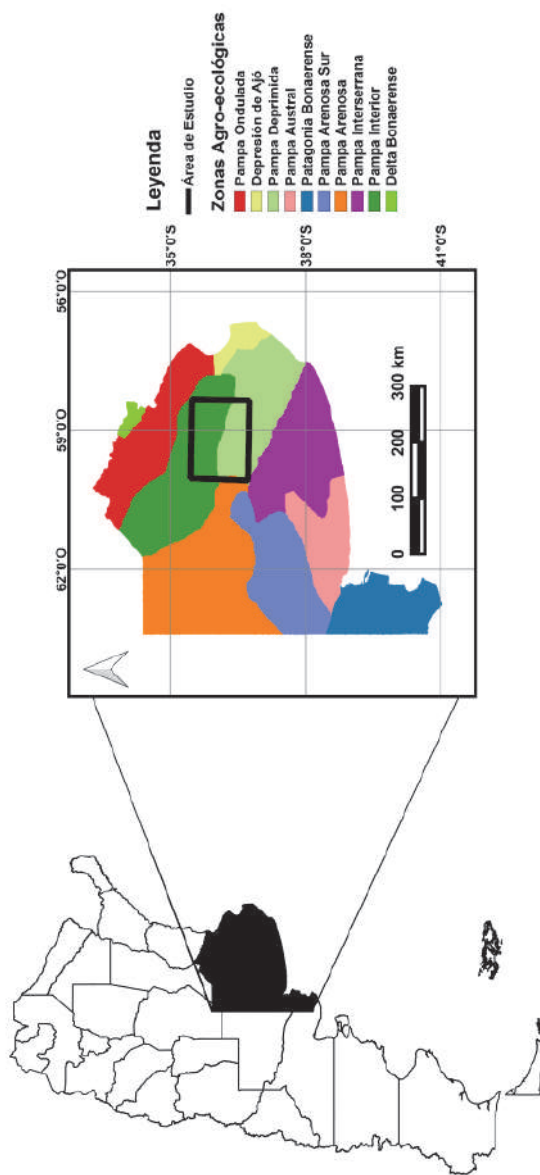 Leyenda
Área de Estudio
Zonas Agro-ecológicas
Pampa Ondulada
Depresión de Ajó
Pampa Deprimida
Pampa Austral
Patagonia Bonaerense
Pampa Arenosa Sur
Pampa Arenosa
Pampa Interserrana
Pampa Interior
Delta Bonaerense
62°0'O
59°0'O
56°0'O
35°0'S
38°0'S
41°0'S
0 100 200 300 km